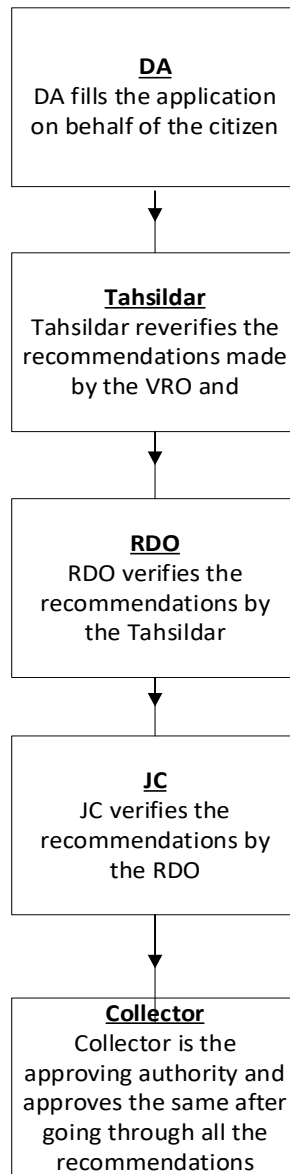 DA
DA fills the application
on behalf of the citizen
Tahsildar
Tahsildar reverifies the
recommendations made
by the VRO and
RDO
RDO verifies the
recommendations by
the Tahsildar
JC
JC verifies the
recommendations by
the RDO
Collector
Collector is the
approving authority and
approves the same after
going through all the
recommendations